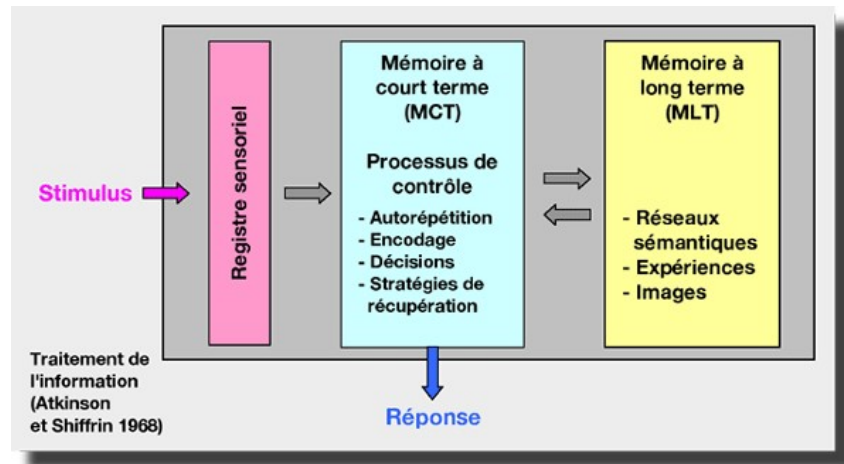 Stimulus
Registre sensoriel
Mémoire à
court terme
(MCT)
Processus de
contrôle
- Autorépétition
- Encodage
- Décisions
- Stratégies de
récupération
Mémoire à
long terme
(MLT)
- Réseaux
sémantiques
- Expériences
- Images
Réponse
Traitement de
l'information
(Atkinson
et Shiffrin 1968)